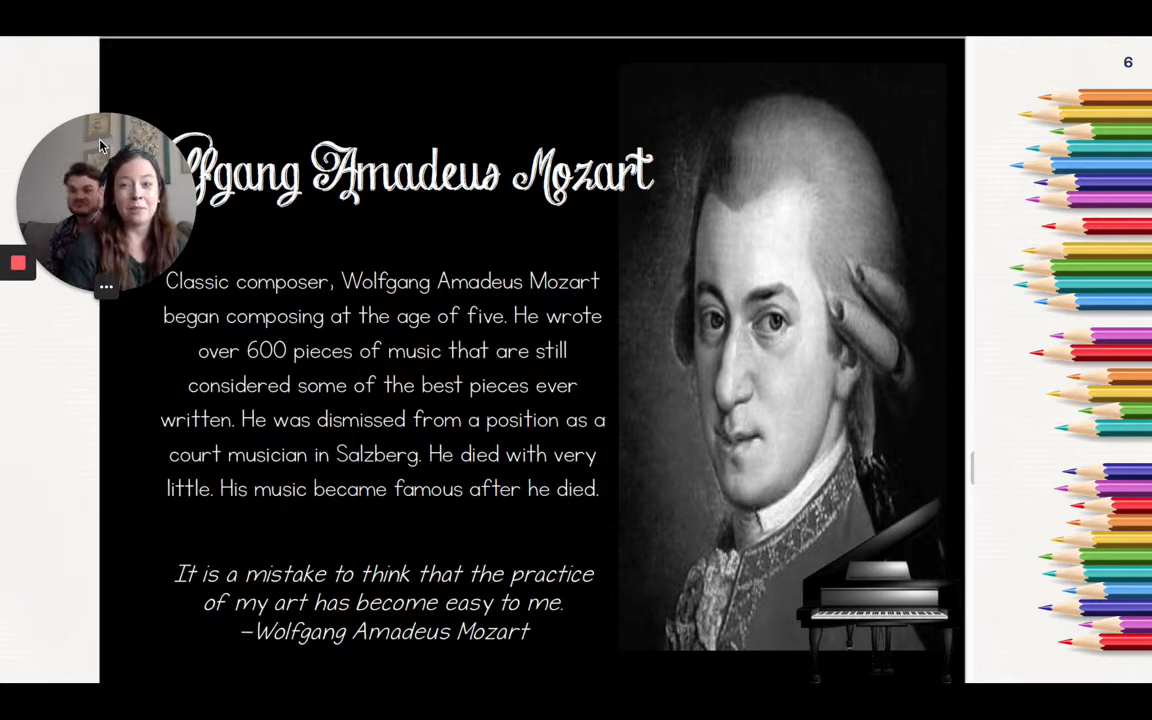 6
lfgang Amadeus Mozart
Classic composer, Wolfgang Amadeus Mozart
began composing at the age of five. He wrote
over 600 pieces of music that are still
considered some of the best pieces ever
written. He was dismissed from a position as a
court musician in Salzberg. He died with very
little. His music became famous after he died.
It is a mistake to think that the practice
of my art has become easy to me.
–Wolfgang Amadeus Mozart